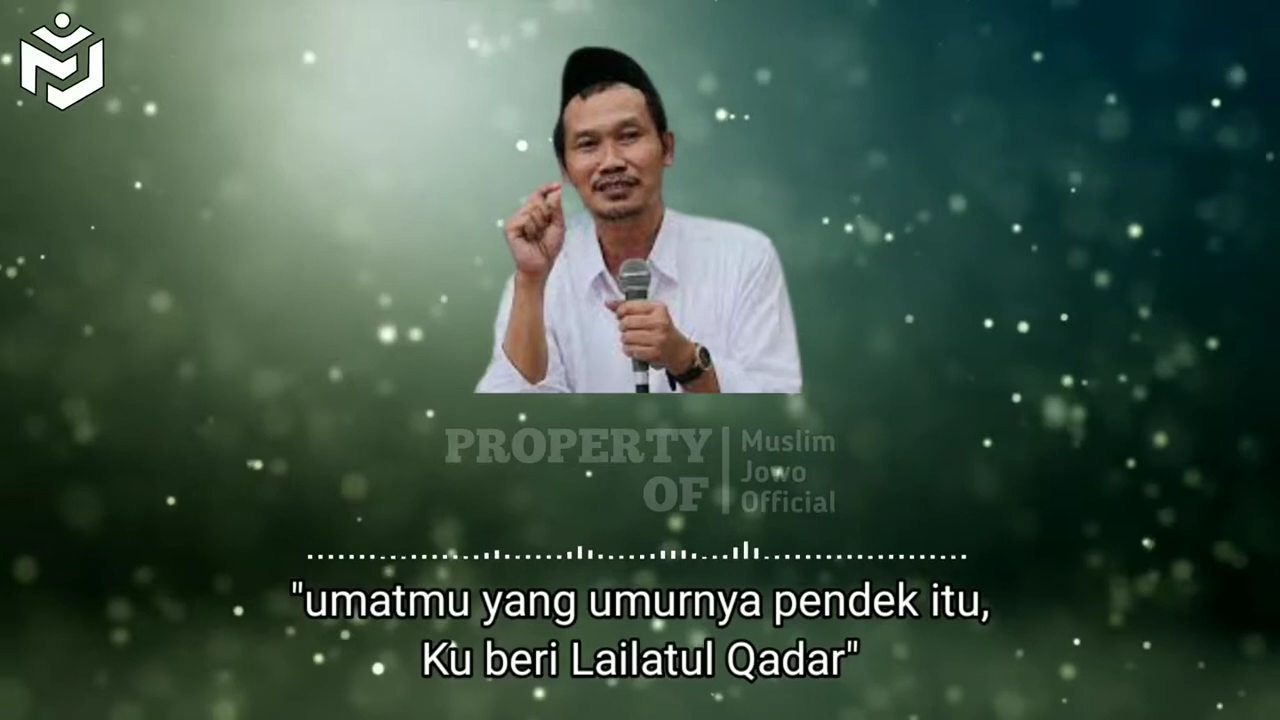 PROPERTY
OF
Muslim
Jowo
Official
"umatmu yang umurnya pendek itu,
Ku beri Lailatul Qadar"